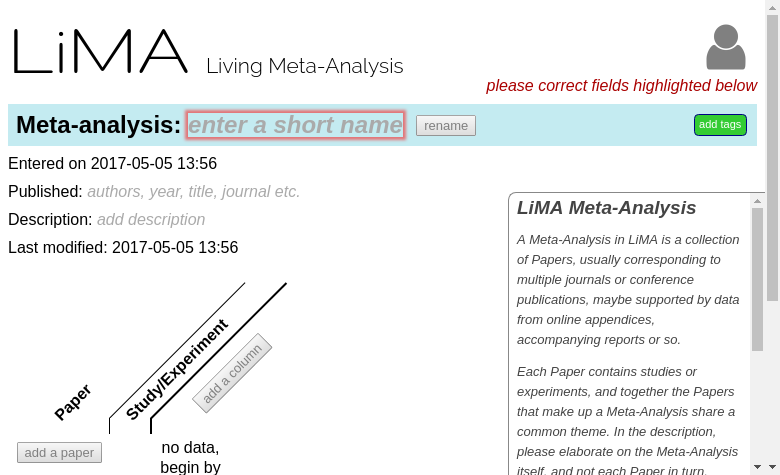 LiMA Living Meta-Analysis
please correct fields highlighted below
Meta-analysis: enter a short name rename add tags
Entered on 2017-05-05 13:56
Published: authors, year, title, journal etc.
Description: add description
Last modified: 2017-05-05 13:56
Paper
Study/Experiment
add a column
add a paper
no data,
begin by
LiMA Meta-Analysis
A Meta-Analysis in LiMA is a collection
of Papers, usually corresponding to
multiple journals or conference
publications, maybe supported by data
from online appendices,
accompanying reports or so.
Each Paper contains studies or
experiments, and together the Papers
that make up a Meta-Analysis share a
common theme. In the description,
please elaborate on the Meta-Analysis
itself, and not each Paper in turn.